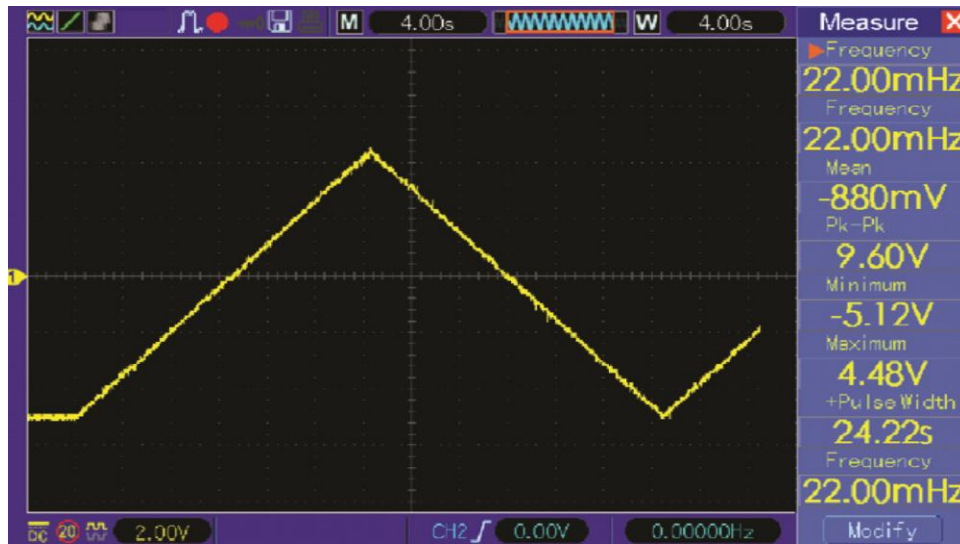 M 4.00s W 4.00s
Measure
Frequency
22.00mHz
Frequency
22.00mHz
Mean
-880mV
Pk-Pk
9.60V
Minimum
-5.12V
Maximum
4.48V
+PulseWidth
24.22s
Frequency
22.00mHz
1
DC 20 2.00V CH2 0.00V 0.00000Hz
Modify